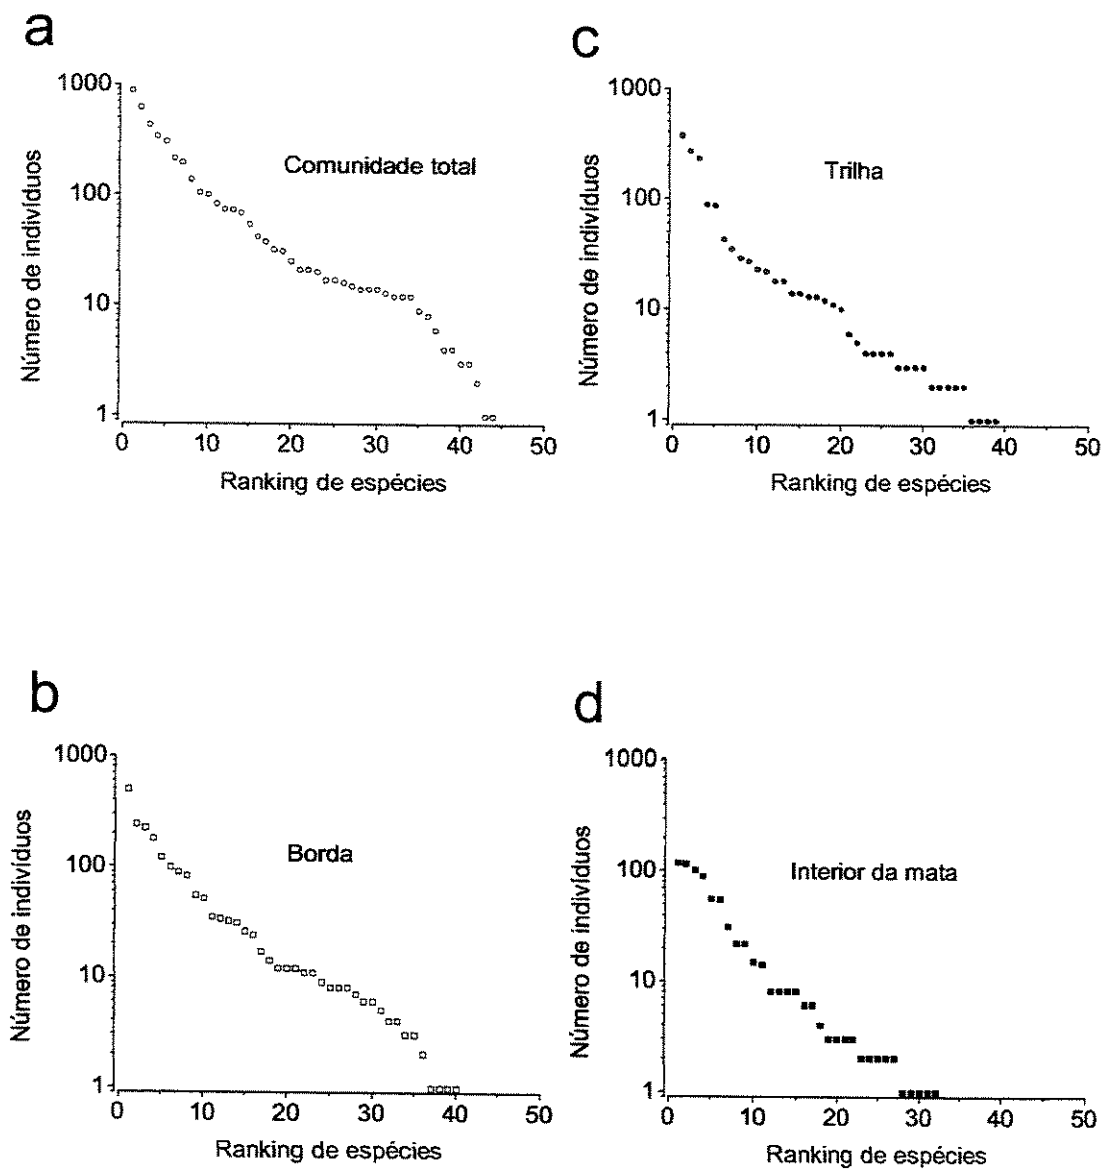 a
1000
100
10
1
Número de indivíduos
Comunidade total
0 10 20 30 40 50
Ranking de espécies
c
1000
100
10
1
Número de indivíduos
Trilha
0 10 20 30 40 50
Ranking de espécies
b
1000
100
10
1
Número de indivíduos
Borda
0 10 20 30 40 50
Ranking de espécies
d
1000
100
10
1
Número de indivíduos
Interior da mata
0 10 20 30 40 50
Ranking de espécies